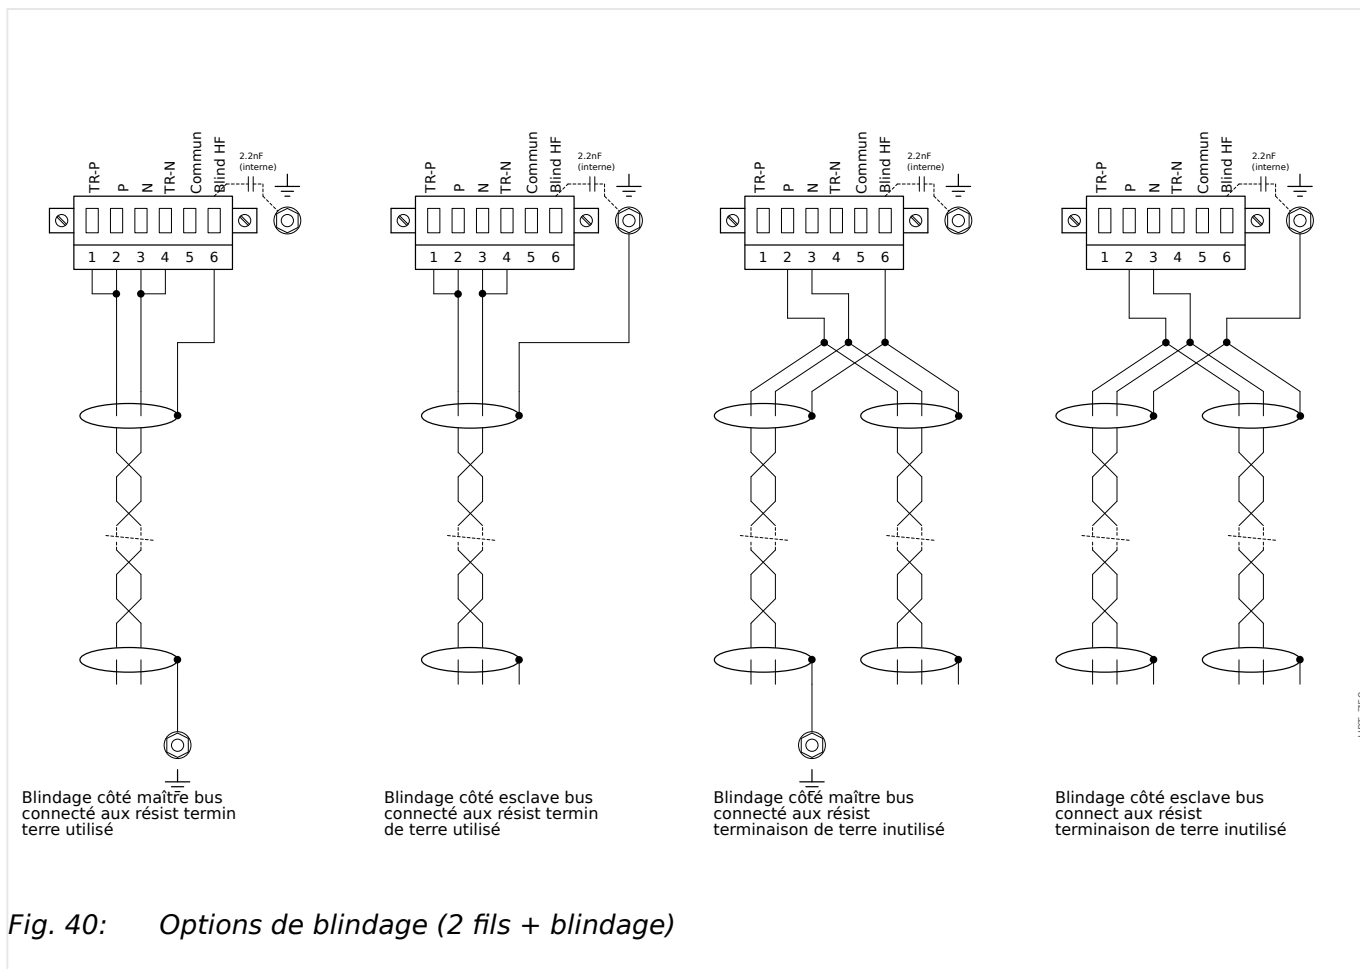 TR-P
P
N
TR-N
Commun
Blind HF
2.2nF
(interne)
1 2 3 4 5 6
TR-P
P
N
TR-N
Commun
Blind HF
2.2nF
(interne)
1 2 3 4 5 6
TR-P
P
N
TR-N
Commun
Blind HF
2.2nF
(interne)
1 2 3 4 5 6
TR-P
P
N
TR-N
Commun
Blind HF
2.2nF
(interne)
1 2 3 4 5 6
Blindage côté maître bus
connecté aux résist termin
terre utilisé
Blindage côté esclave bus
connecté aux résist termin
de terre utilisé
Blindage côté maître bus
connecté aux résist
terminaison de terre inutilisé
Blindage côté esclave bus
connect aux résist
terminaison de terre inutilisé
Fig. 40: Options de blindage (2 fils + blindage)